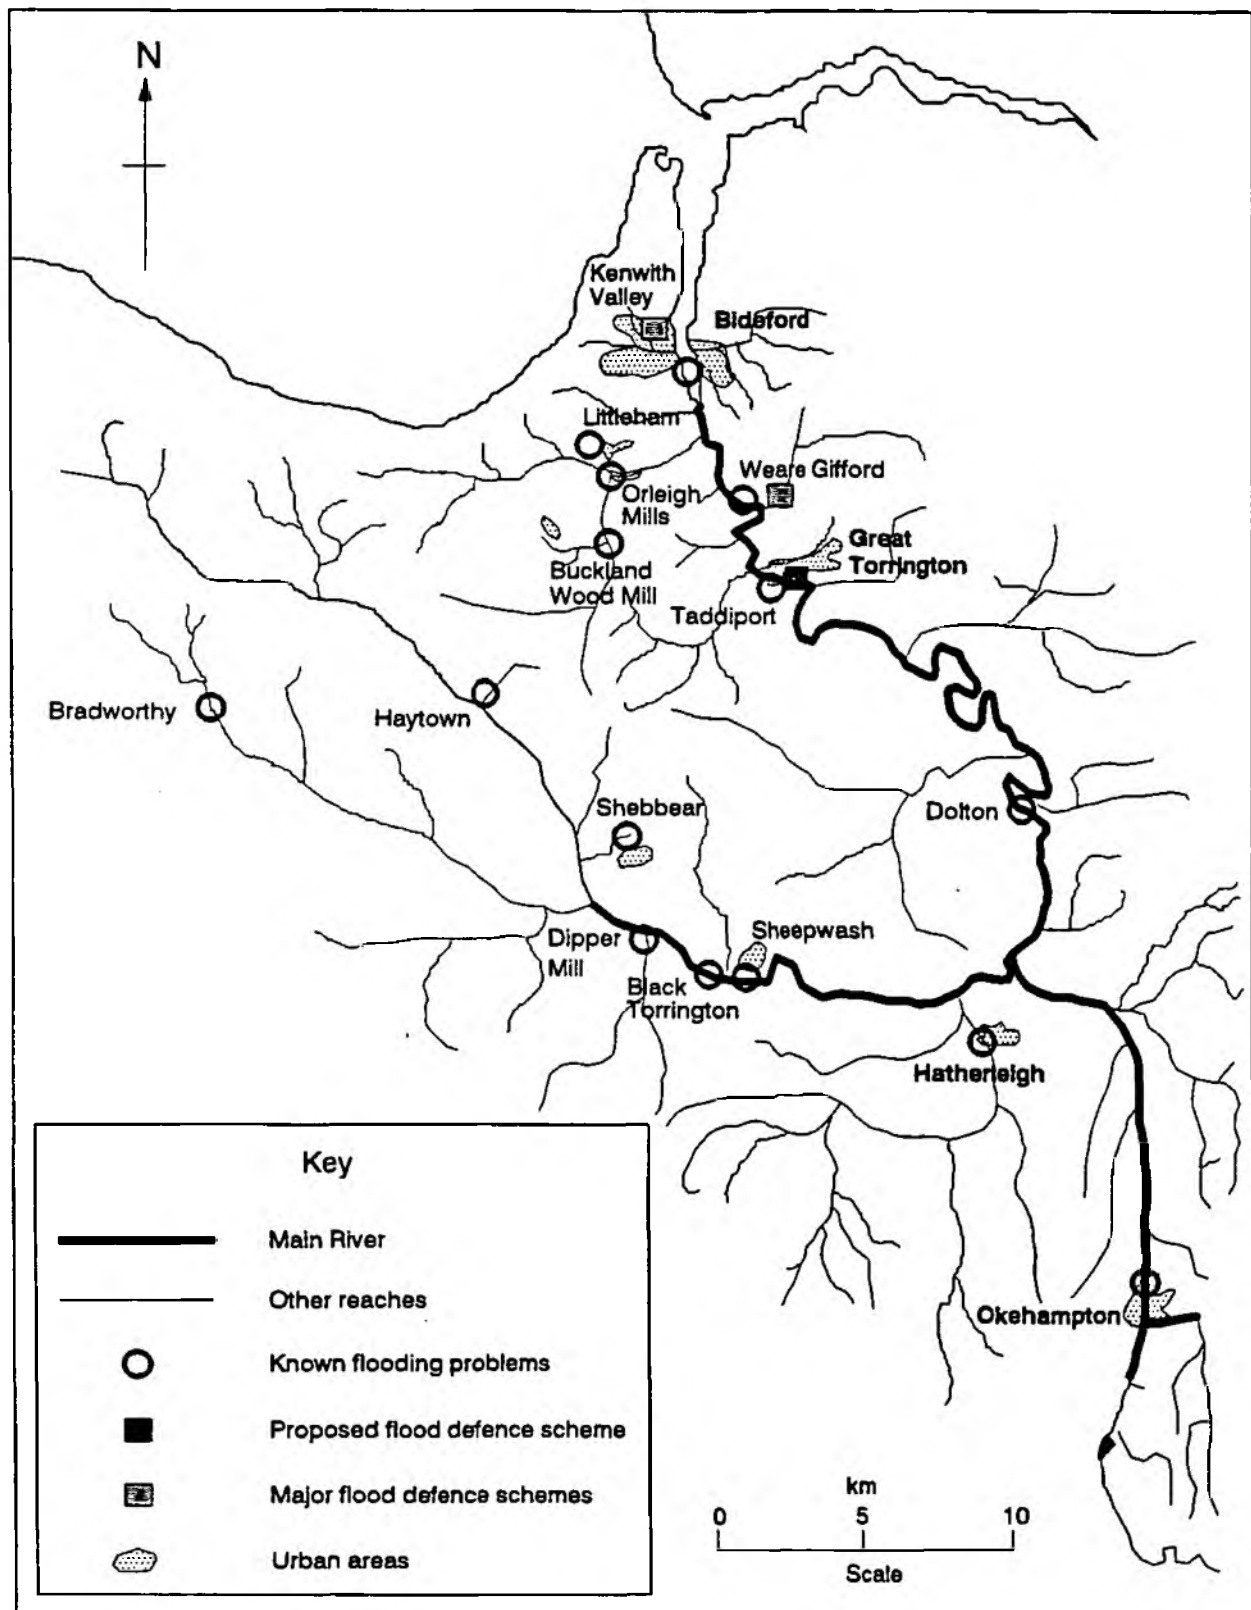 N
Kenwith
Valley
Bideford
Littleham
Weare Gifford
Orleigh
Mills
Great
Torrington
Buckland
Wood Mill
Taddiport
Bradworthy
Haytown
Shebbear
Dolton
Sheepwash
Dipper
Mill
Black
Torrington
Hatherleigh
Okehampton
Key
Main River
Other reaches
Known flooding problems
Proposed flood defence scheme
Major flood defence schemes
Urban areas
km
0 5 10
Scale